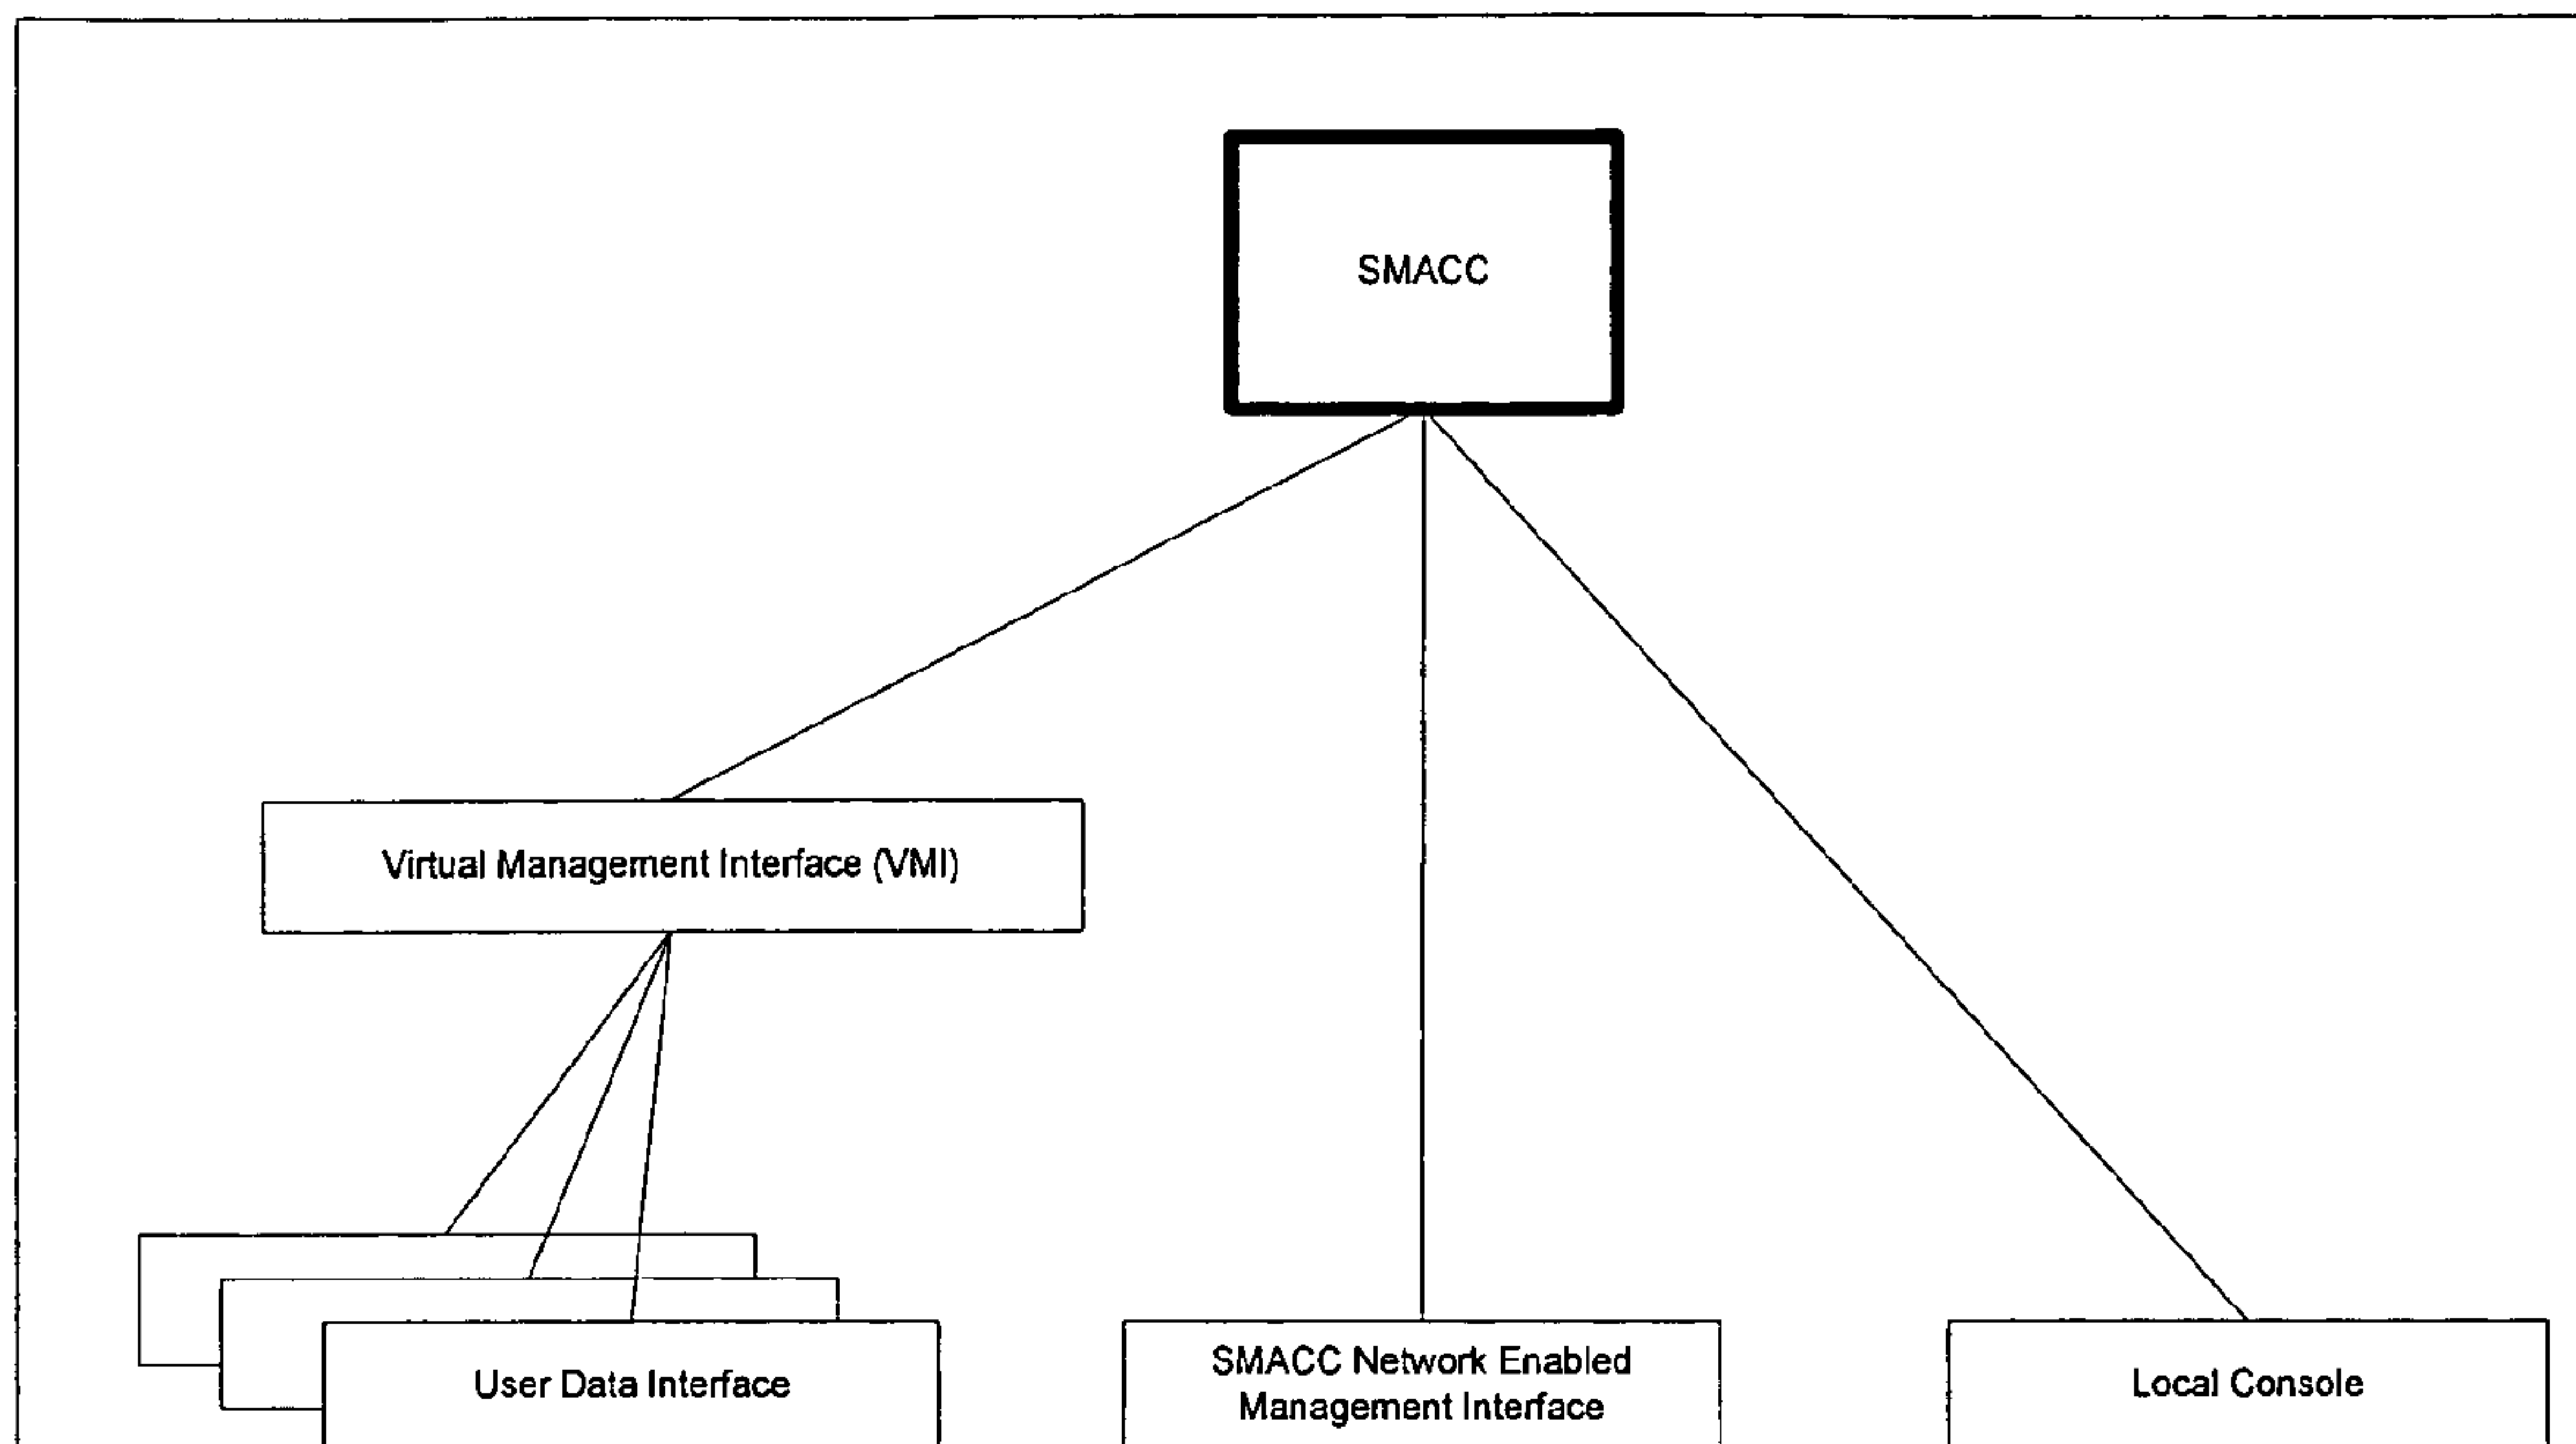 SMACC
Virtual Management Interface (VMI)
User Data Interface
SMACC Network Enabled
Management Interface
Local Console